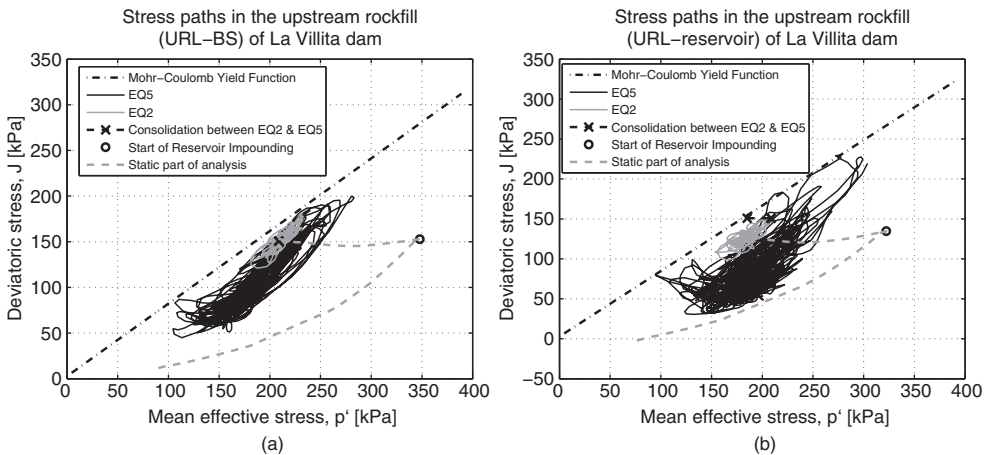 Stress paths in the upstream rockfill
(URL−BS) of La Villita dam
350
300
250
200
150
100
50
0
Deviatoric stress, J [kPa]
Mohr−Coulomb Yield Function
EQ5
EQ2
Consolidation between EQ2 & EQ5
Start of Reservoir Impounding
Static part of analysis
0 50 100 150 200 250 300 350 400
Mean effective stress, p‘ [kPa]
(a)
Stress paths in the upstream rockfill
(URL−reservoir) of La Villita dam
350
300
250
200
150
100
50
0
−50
Deviatoric stress, J [kPa]
Mohr−Coulomb Yield Function
EQ5
EQ2
Consolidation between EQ2 & EQ5
Start of Reservoir Impounding
Static part of analysis
0 50 100 150 200 250 300 350 400
Mean effective stress, p‘ [kPa]
(b)